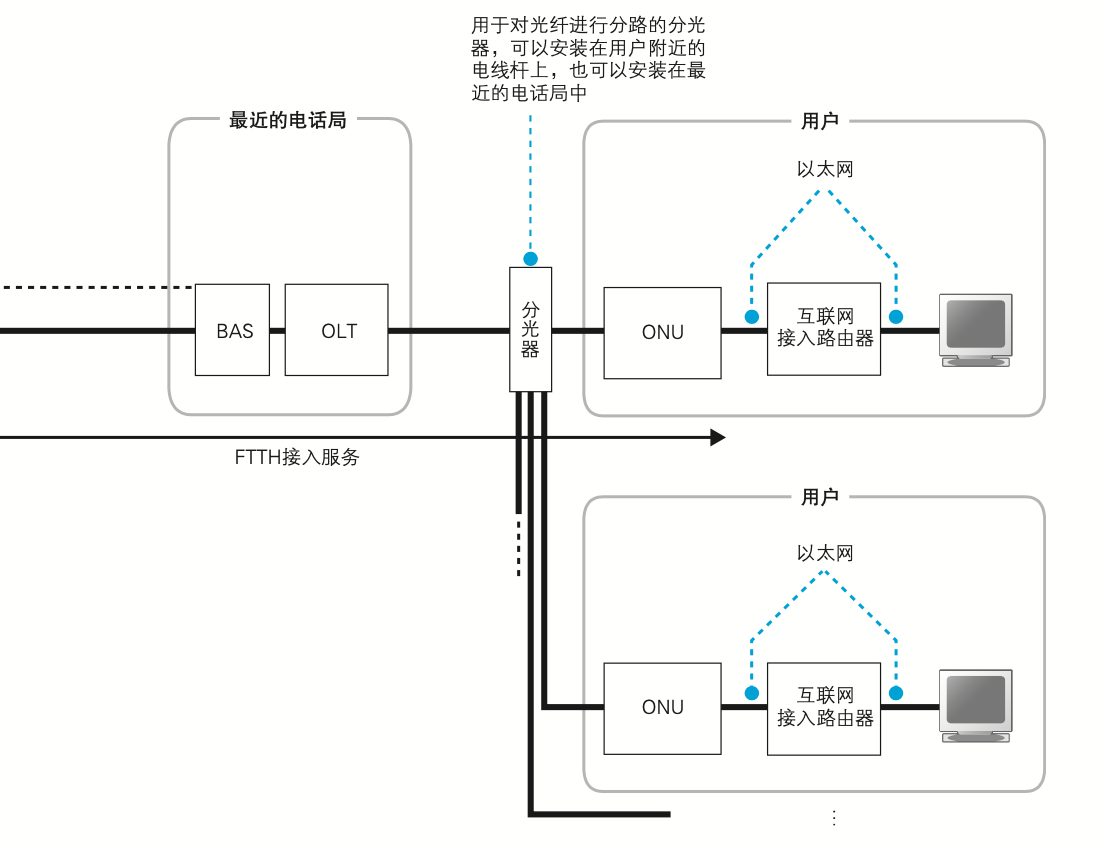 用于对光纤进行分路的分光
器，可以安装在用户附近的
电线杆上，也可以安装在最
近的电话局中
最近的电话局
用户
以太网
BAS
OLT
分
光
器
ONU
互联网
接入路由器
FTTH接入服务
用户
以太网
ONU
互联网
接入路由器
⋮